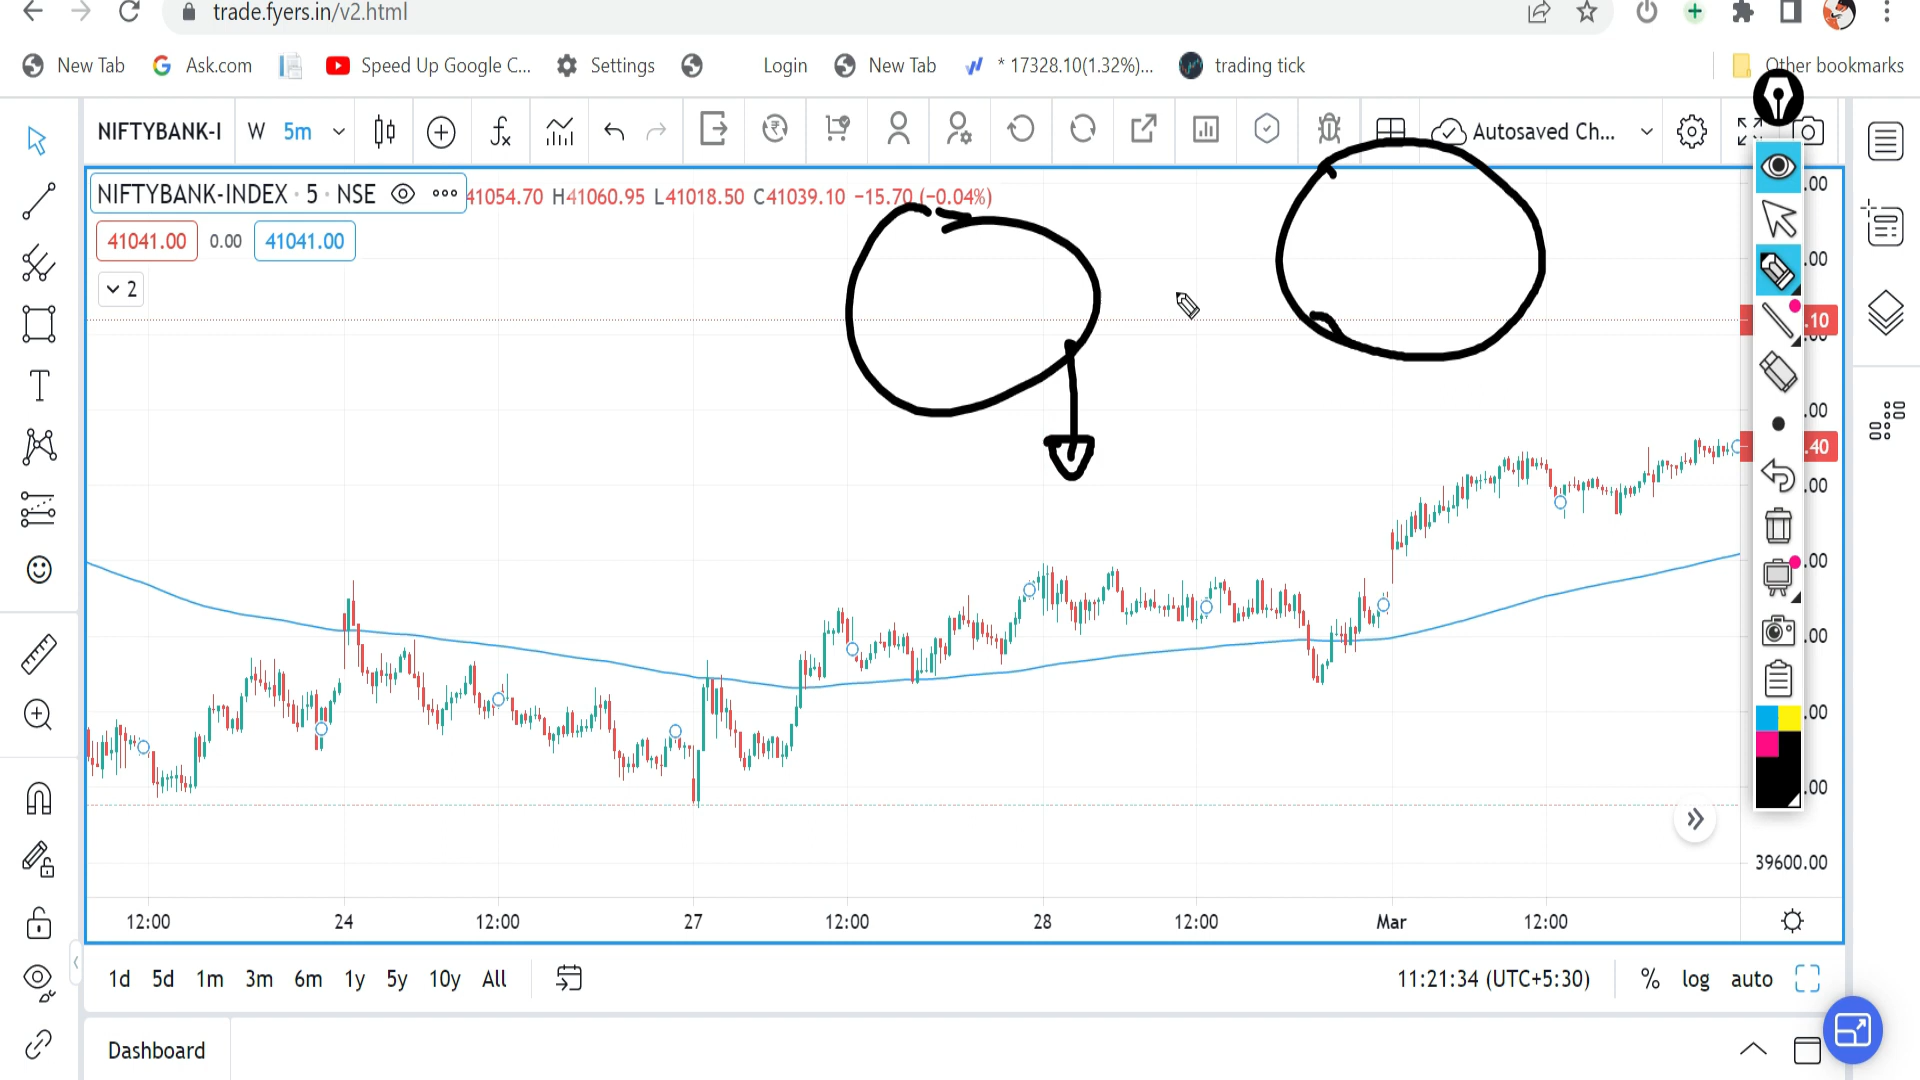 trade.fyers.in/v2.html
New Tab Ask.com Speed Up Google C... Settings Login New Tab * 17328.10(1.32%)... trading tick Other bookmarks
NIFTYBANK-I W 5m Autosaved Ch...
NIFTYBANK-INDEX · 5 · NSE 41054.70 H41060.95 L41018.50 C41039.10 −15.70 (−0.04%)
41041.00 0.00 41041.00
2
.00
.00
.10
.00
.40
.00
.00
.00
.00
.00
39600.00
12:00 24 12:00 27 12:00 28 12:00 Mar 12:00
1d 5d 1m 3m 6m 1y 5y 10y All 11:21:34 (UTC+5:30) % log auto
Dashboard